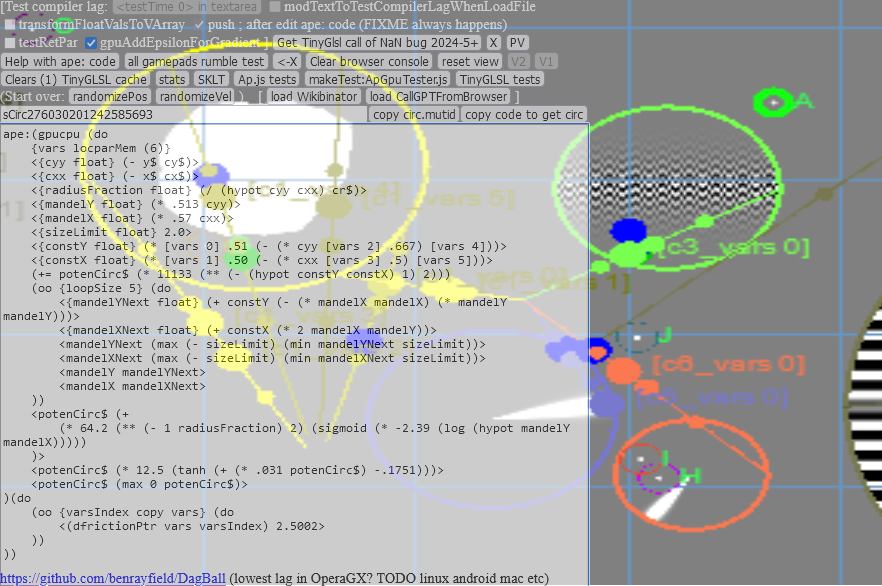 [Test compiler lag: <testTime 0> in textarea modTextToTestCompilerLagWhenLoadFile
transformFloatValsToVArray push ; after edit ape: code (FIXME always happens)
testRetPar gpuAddEpsilonForGradient ] Get TinyGlsl call of NaN bug 2024-5+ X PV
Help with ape: code all gamepads rumble test <-X Clear browser console reset view V2 V1
Clears (1) TinyGLSL cache stats SKLT Ap.js tests makeTest:ApGpuTester.js TinyGLSL tests
(Start over: randomizePos randomizeVel ) [ load Wikibinator load CallGPTFromBrowser ]
sCirc276030201242585693 copy circ.mutid copy code to get circ
A
ape:(gpucpu (do
{vars locparMem (6)}
<{cyy float} (- y$ cy$)>
<{cxx float} (- x$ cx$)>
<{radiusFraction float} (/ (hypot cyy cxx) cr$)>
<{mandelY float} (* .513 cyy)>
<{mandelX float} (* .57 cxx)>
<{sizeLimit float} 2.0>
<{constY float} (* [vars 0] .51 (- (* cyy [vars 2] .667) [vars 4]))>
<{constX float} (* [vars 1] .50 (- (* cxx [vars 3] .5) [vars 5]))>
(+= potenCirc$ (* 11133 (** (- (hypot constY constX) 1) 2)))
(oo {loopSize 5} (do
<{mandelYNext float} (+ constY (- (* mandelX mandelX) (* mandelY
mandelY)))>
<{mandelXNext float} (+ constX (* 2 mandelX mandelY))>
<mandelYNext (max (- sizeLimit) (min mandelYNext sizeLimit))>
<mandelXNext (max (- sizeLimit) (min mandelXNext sizeLimit))>
<mandelY mandelYNext>
<mandelX mandelXNext>
))
<potenCirc$ (+
(* 64.2 (** (- 1 radiusFraction) 2) (sigmoid (* -2.39 (log (hypot mandelY
mandelX)))))
)>
<potenCirc$ (* 12.5 (tanh (+ (* .031 potenCirc$) -.1751)))>
<potenCirc$ (max 0 potenCirc$)>
)(do
(oo {varsIndex copy vars} (do
<(dfrictionPtr vars varsIndex) 2.5002>
))
))
[c3_ vars 0]
J
[c6_ vars 0]
vars 0]
I
H
https://github.com/benrayfield/DagBall (lowest lag in OperaGX? TODO linux android mac etc)